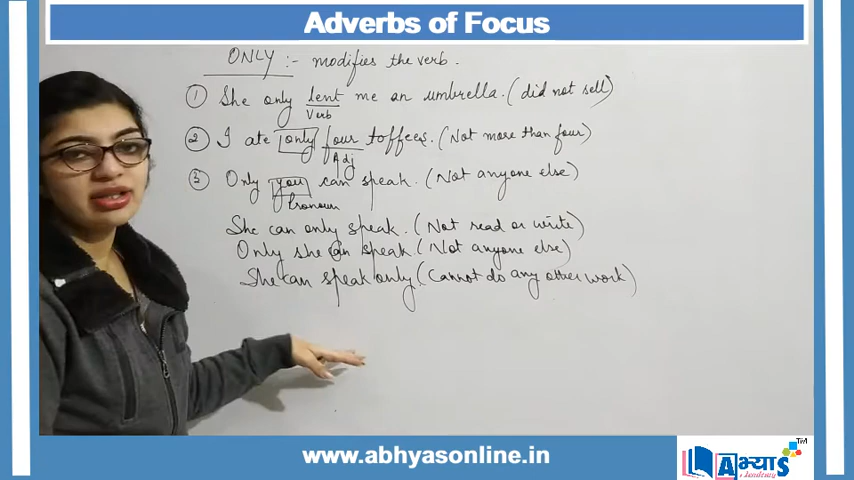 Adverbs of Focus
ONLY :- modifies the verb.
① She only lent me an umbrella. (did not sell)
Verb
② I ate only four toffees. (Not more than four)
Adj
③ Only you can speak. (Not anyone else)
Pronoun
She can only speak. (Not read or write)
Only she can speak. (Not anyone else)
She can speak only (Cannot do any other work)
www.abhyasonline.in
अभ्याS
Academy
TM